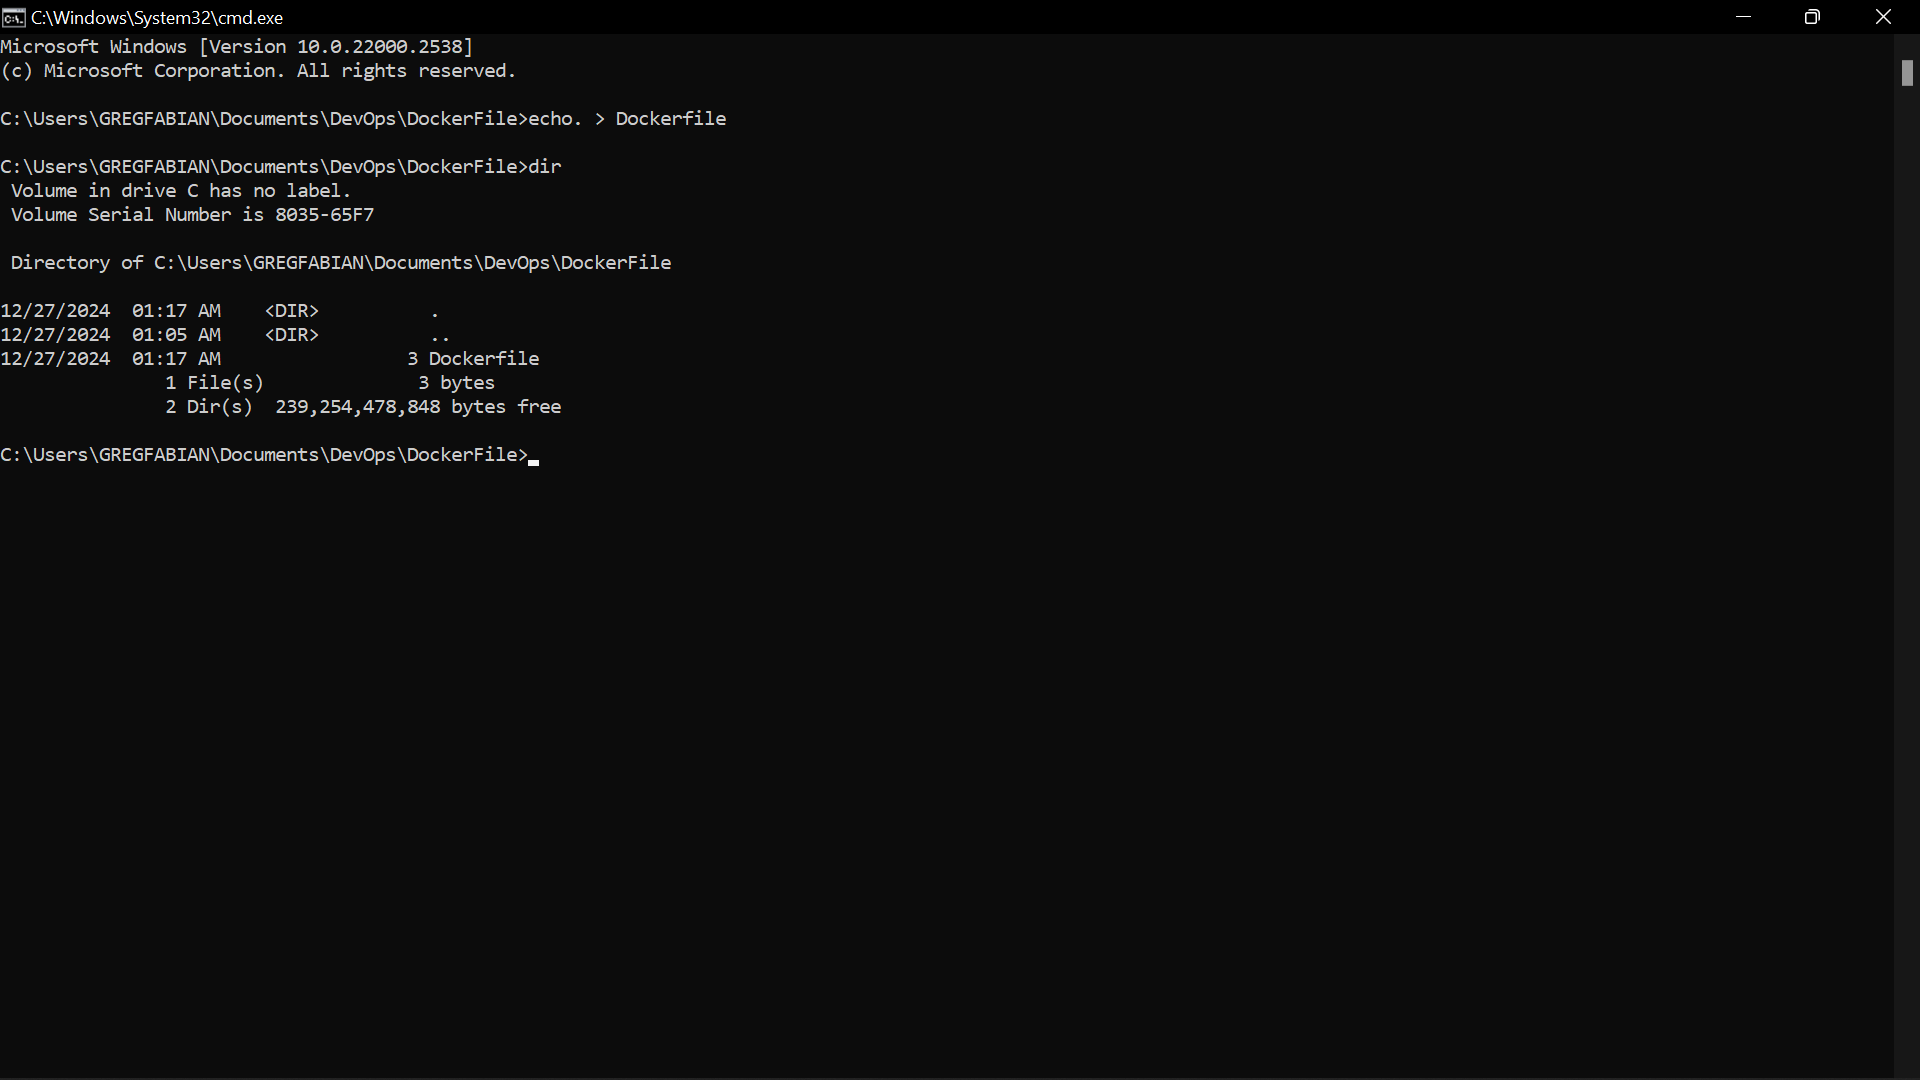 C:\Windows\System32\cmd.exe
Microsoft Windows [Version 10.0.22000.2538]
(c) Microsoft Corporation. All rights reserved.
C:\Users\GREGFABIAN\Documents\DevOps\DockerFile>echo. > Dockerfile
C:\Users\GREGFABIAN\Documents\DevOps\DockerFile>dir
Volume in drive C has no label.
Volume Serial Number is 8035-65F7
Directory of C:\Users\GREGFABIAN\Documents\DevOps\DockerFile
12/27/2024  01:17 AM    <DIR>          .
12/27/2024  01:05 AM    <DIR>          ..
12/27/2024  01:17 AM                 3 Dockerfile
1 File(s)              3 bytes
2 Dir(s)  239,254,478,848 bytes free
C:\Users\GREGFABIAN\Documents\DevOps\DockerFile>